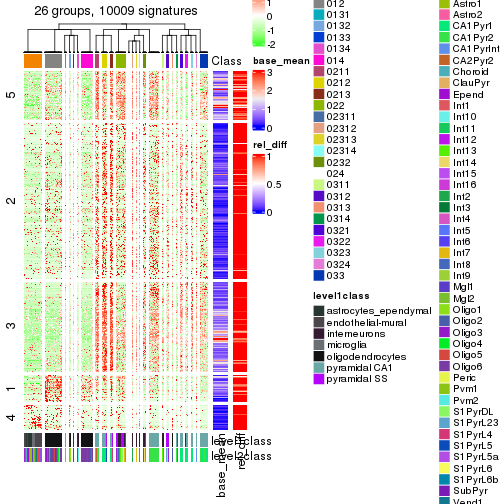 26 groups, 10009 signatures
1
0
-1
-2
Class
base_mean
3
2
1
0
rel_diff
1
0.5
0
5
2
3
1
4
level1class
level2class
base_mean
rel_diff
012
0131
0132
0133
0134
014
0211
0212
0213
022
02311
02312
02313
02314
0232
024
0311
0312
0313
0314
0321
0322
0323
0324
033
level1class
astrocytes_ependymal
endothelial-mural
interneurons
microglia
oligodendrocytes
pyramidal CA1
pyramidal SS
Astro1
Astro2
CA1Pyr1
CA1Pyr2
CA1PyrInt
CA2Pyr2
Choroid
ClauPyr
Epend
Int1
Int10
Int11
Int12
Int13
Int14
Int15
Int16
Int2
Int3
Int4
Int5
Int6
Int7
Int8
Int9
Mgl1
Mgl2
Oligo1
Oligo2
Oligo3
Oligo4
Oligo5
Oligo6
Peric
Pvm1
Pvm2
S1PyrDL
S1PyrL23
S1PyrL4
S1PyrL5
S1PyrL5a
S1PyrL6
S1PyrL6b
SubPyr
Vend1